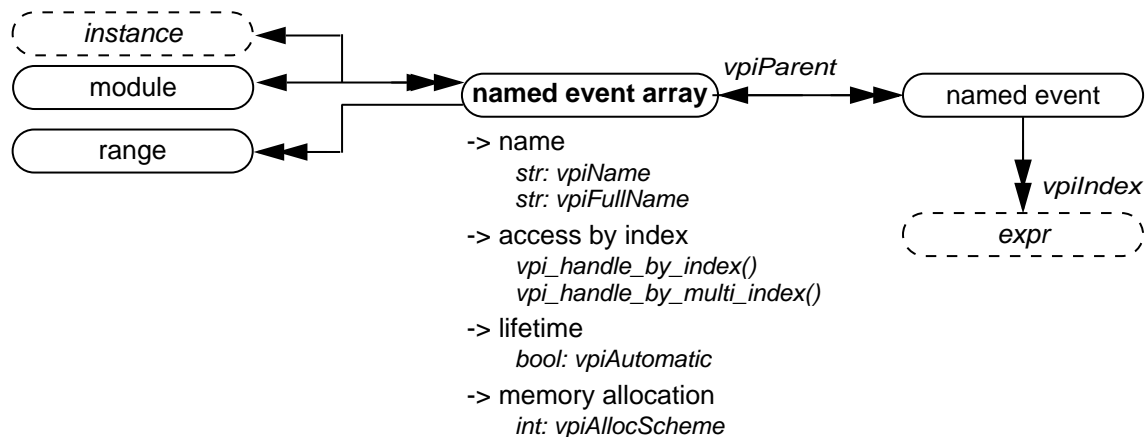 instance
module
range
named event array
vpiParent
named event
vpiIndex
expr
-> name
str: vpiName
str: vpiFullName
-> access by index
vpi_handle_by_index()
vpi_handle_by_multi_index()
-> lifetime
bool: vpiAutomatic
-> memory allocation
int: vpiAllocScheme